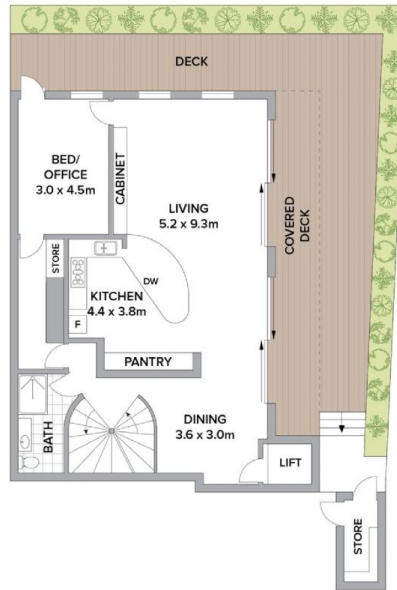 DECK
BED/
OFFICE
3.0 x 4.5m
CABINET
LIVING
5.2 x 9.3m
COVERED
DECK
STORE
DW
KITCHEN
4.4 x 3.8m
F
PANTRY
DINING
3.6 x 3.0m
BATH
LIFT
STORE